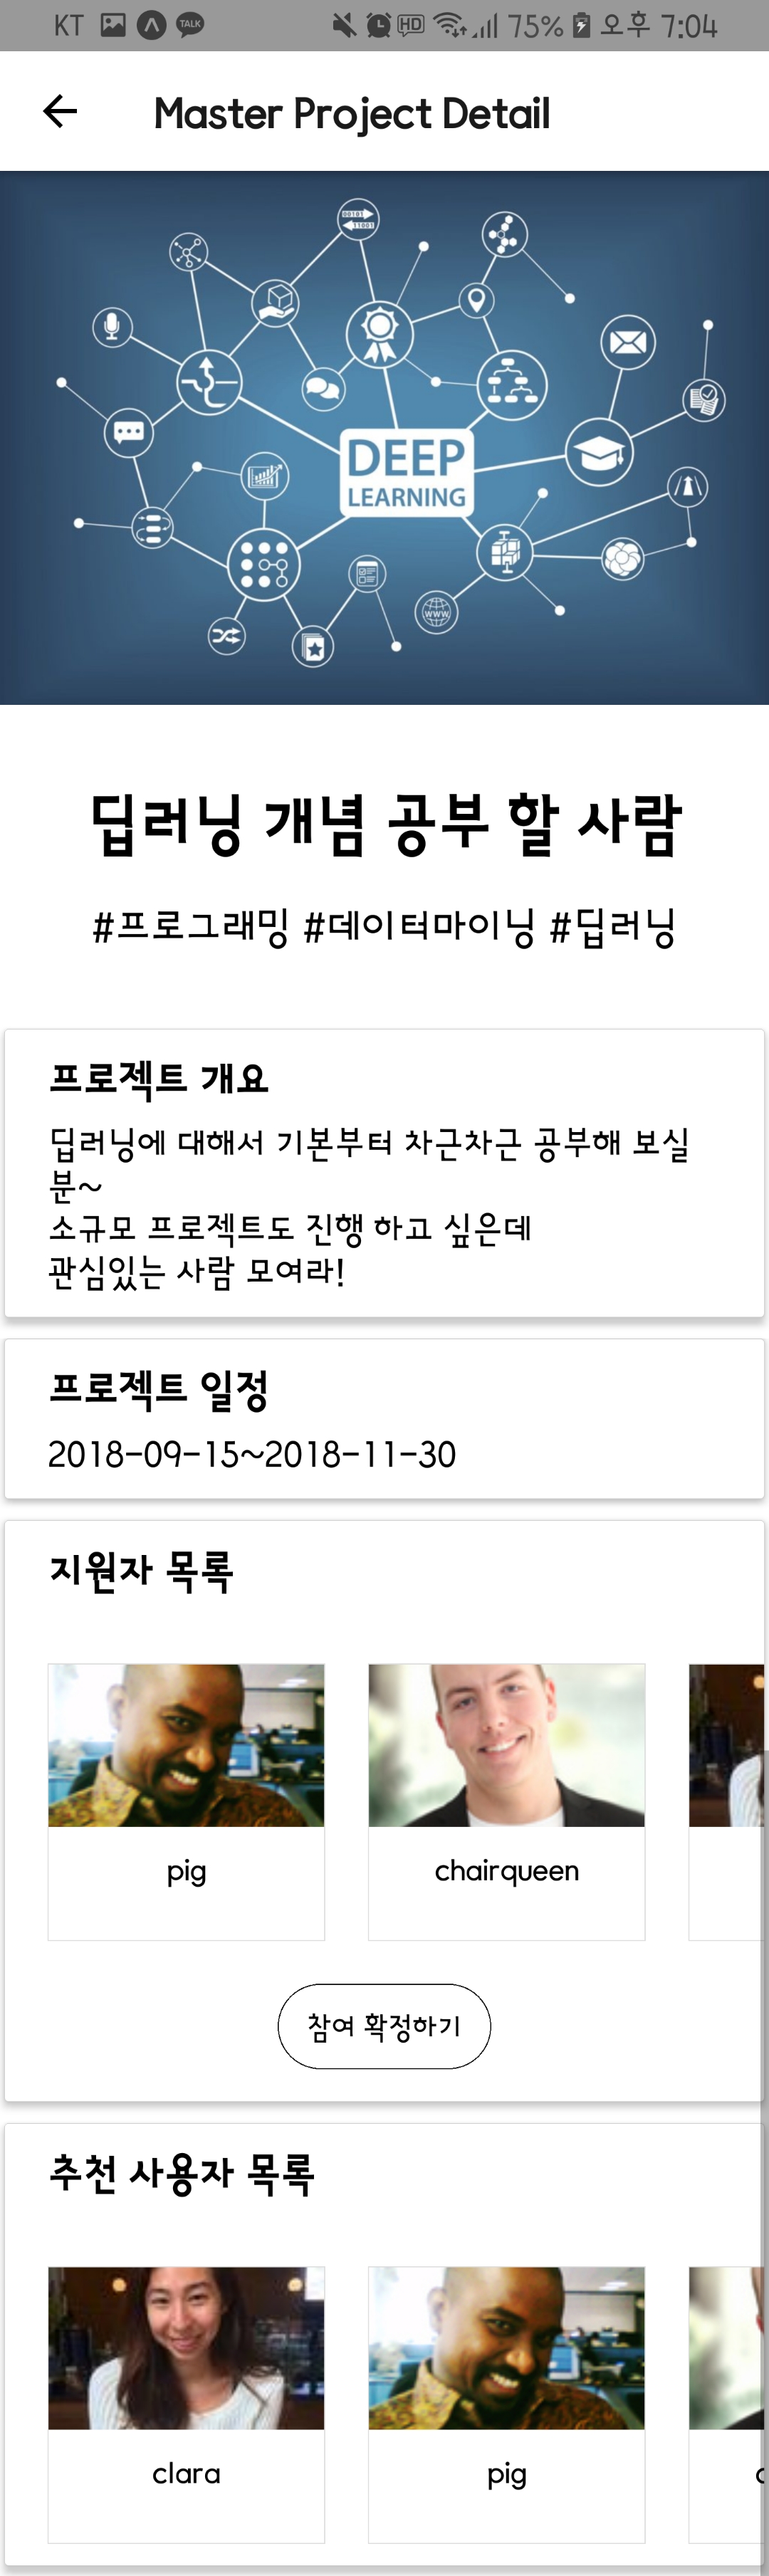 KT TALK HD 75% 오후 7:04
Master Project Detail
00101
11001
DEEP
LEARNING
WWW
딥러닝 개념 공부 할 사람
#프로그래밍 #데이터마이닝 #딥러닝
프로젝트 개요
딥러닝에 대해서 기본부터 차근차근 공부해 보실
분~
소규모 프로젝트도 진행 하고 싶은데
관심있는 사람 모여라!
프로젝트 일정
2018-09-15~2018-11-30
지원자 목록
pig chairqueen
참여 확정하기
추천 사용자 목록
clara pig c